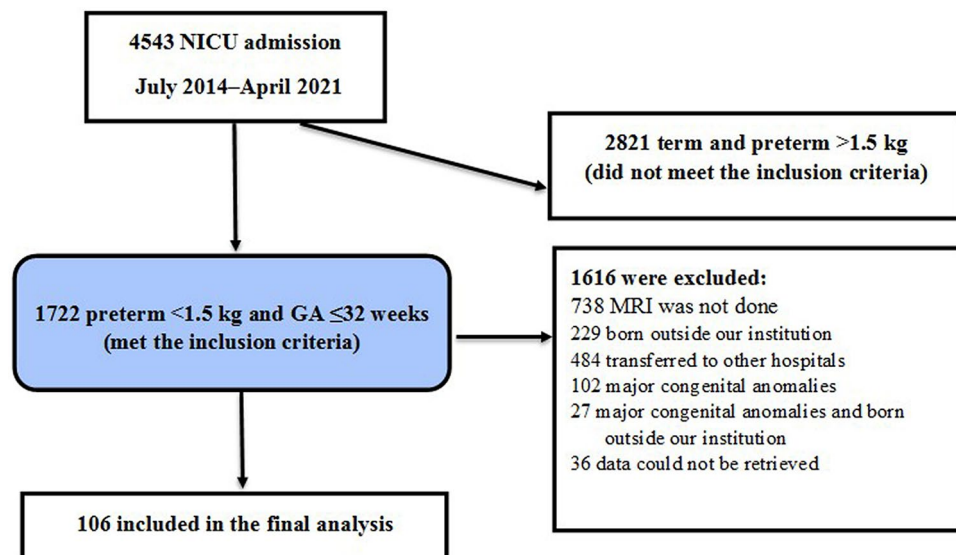 4543 NICU admission
July 2014–April 2021
2821 term and preterm >1.5 kg
(did not meet the inclusion criteria)
1722 preterm <1.5 kg and GA ≤32 weeks
(met the inclusion criteria)
1616 were excluded:
738 MRI was not done
229 born outside our institution
484 transferred to other hospitals
102 major congenital anomalies
27 major congenital anomalies and born
outside our institution
36 data could not be retrieved
106 included in the final analysis